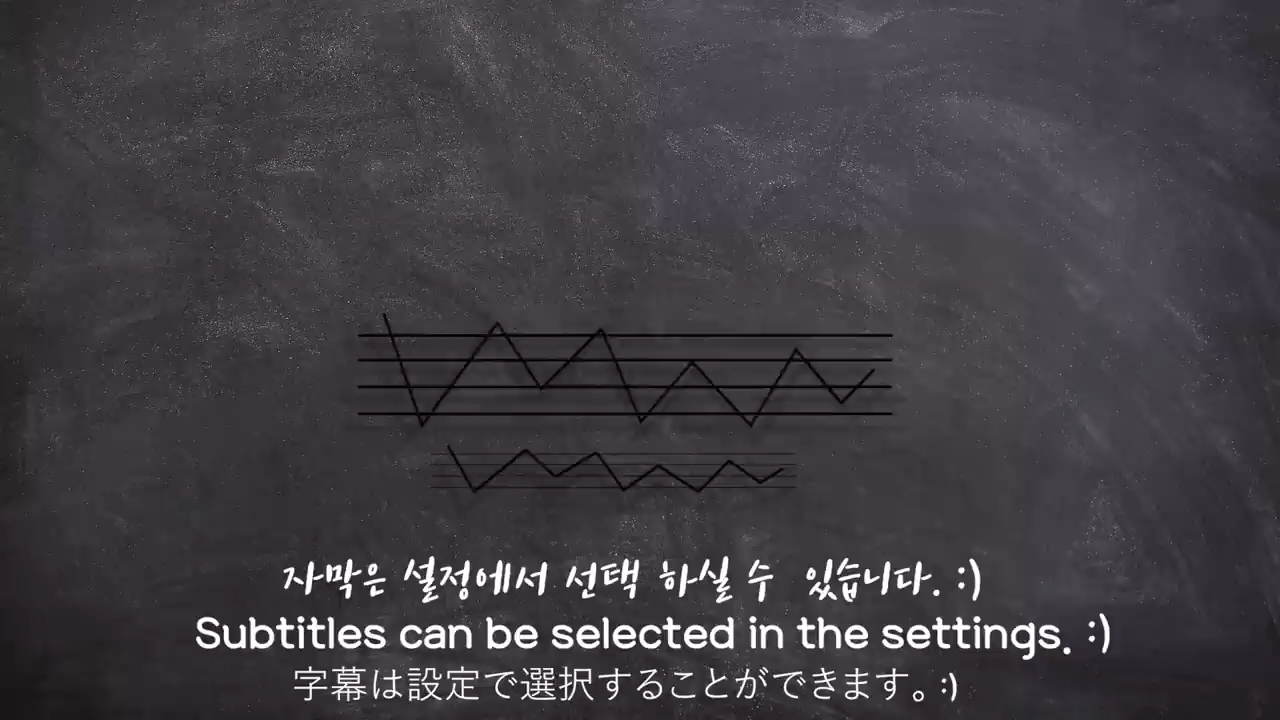 자막은 설정에서 선택 하실 수 있습니다. :)
Subtitles can be selected in the settings. :)
字幕は設定で選択することができます。:)